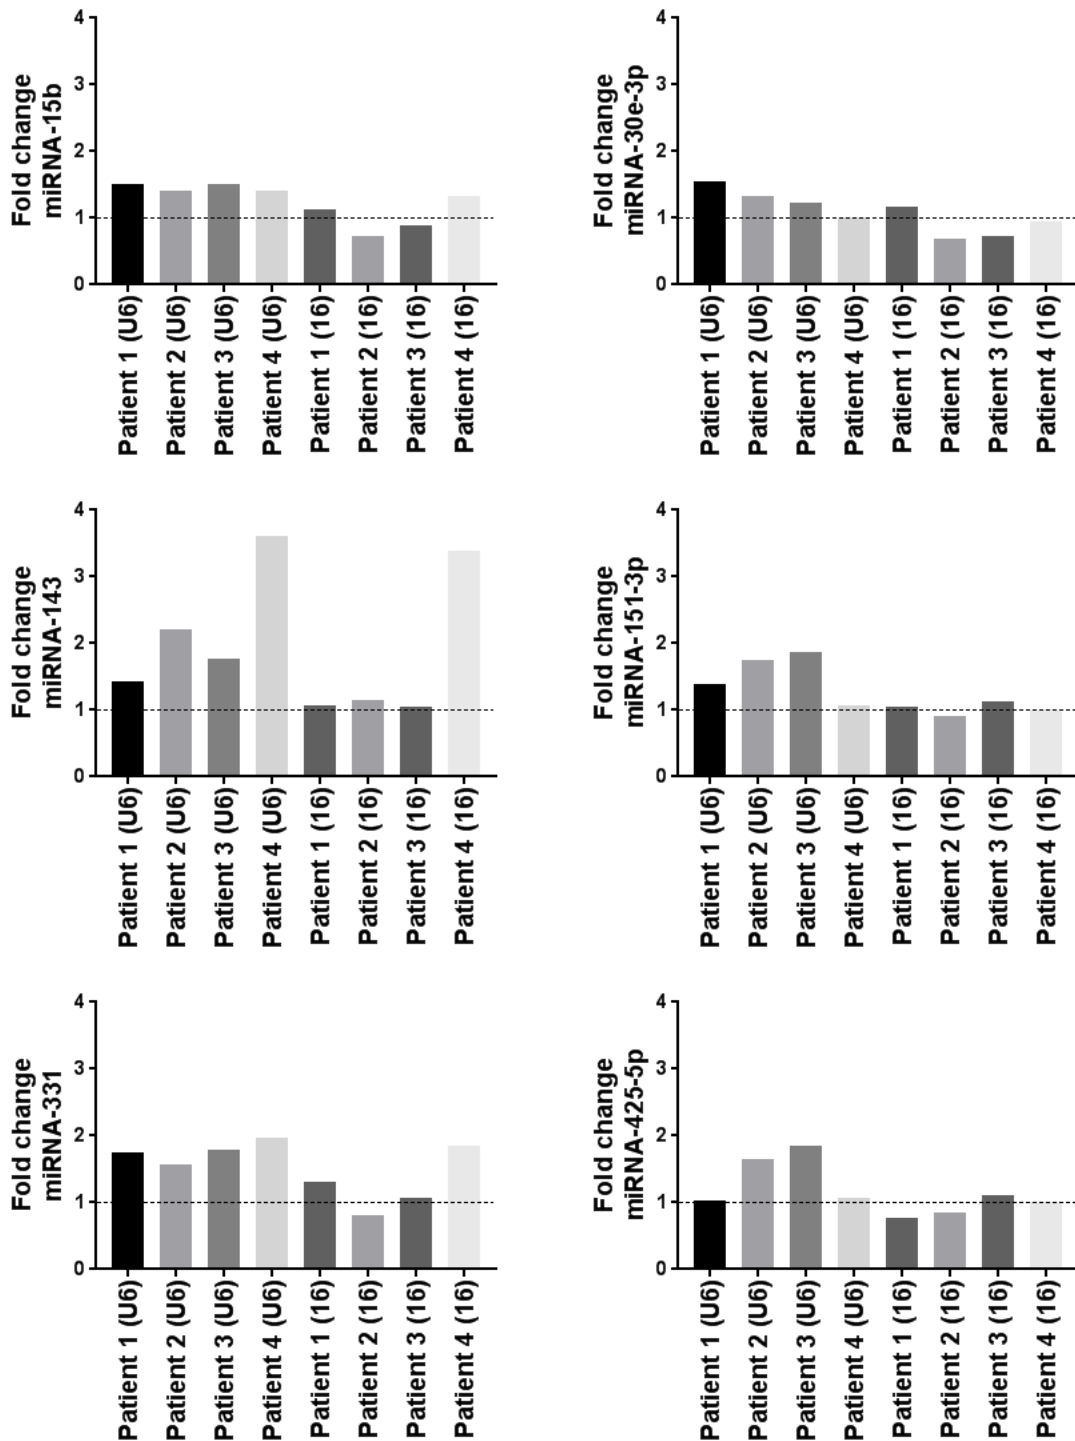 Fold change
miRNA-15b
4
3
2
1
0
Patient 1 (U6)
Patient 2 (U6)
Patient 3 (U6)
Patient 4 (U6)
Patient 1 (16)
Patient 2 (16)
Patient 3 (16)
Patient 4 (16)
Fold change
miRNA-30e-3p
4
3
2
1
0
Patient 1 (U6)
Patient 2 (U6)
Patient 3 (U6)
Patient 4 (U6)
Patient 1 (16)
Patient 2 (16)
Patient 3 (16)
Patient 4 (16)
Fold change
miRNA-143
4
3
2
1
0
Patient 1 (U6)
Patient 2 (U6)
Patient 3 (U6)
Patient 4 (U6)
Patient 1 (16)
Patient 2 (16)
Patient 3 (16)
Patient 4 (16)
Fold change
miRNA-151-3p
4
3
2
1
0
Patient 1 (U6)
Patient 2 (U6)
Patient 3 (U6)
Patient 4 (U6)
Patient 1 (16)
Patient 2 (16)
Patient 3 (16)
Patient 4 (16)
Fold change
miRNA-331
4
3
2
1
0
Patient 1 (U6)
Patient 2 (U6)
Patient 3 (U6)
Patient 4 (U6)
Patient 1 (16)
Patient 2 (16)
Patient 3 (16)
Patient 4 (16)
Fold change
miRNA-425-5p
4
3
2
1
0
Patient 1 (U6)
Patient 2 (U6)
Patient 3 (U6)
Patient 4 (U6)
Patient 1 (16)
Patient 2 (16)
Patient 3 (16)
Patient 4 (16)